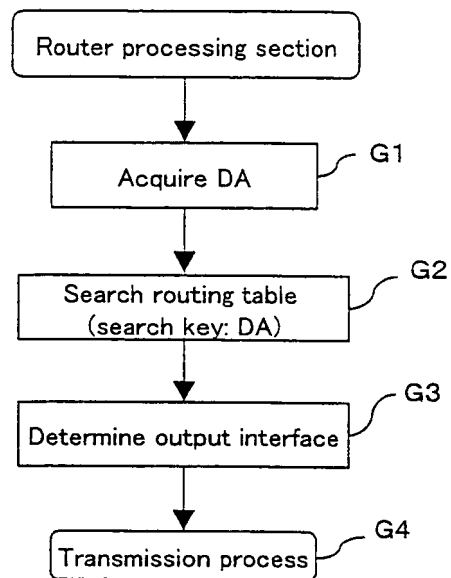 Router processing section
G1
Acquire DA
G2
Search routing table
(search key: DA)
G3
Determine output interface
G4
Transmission process